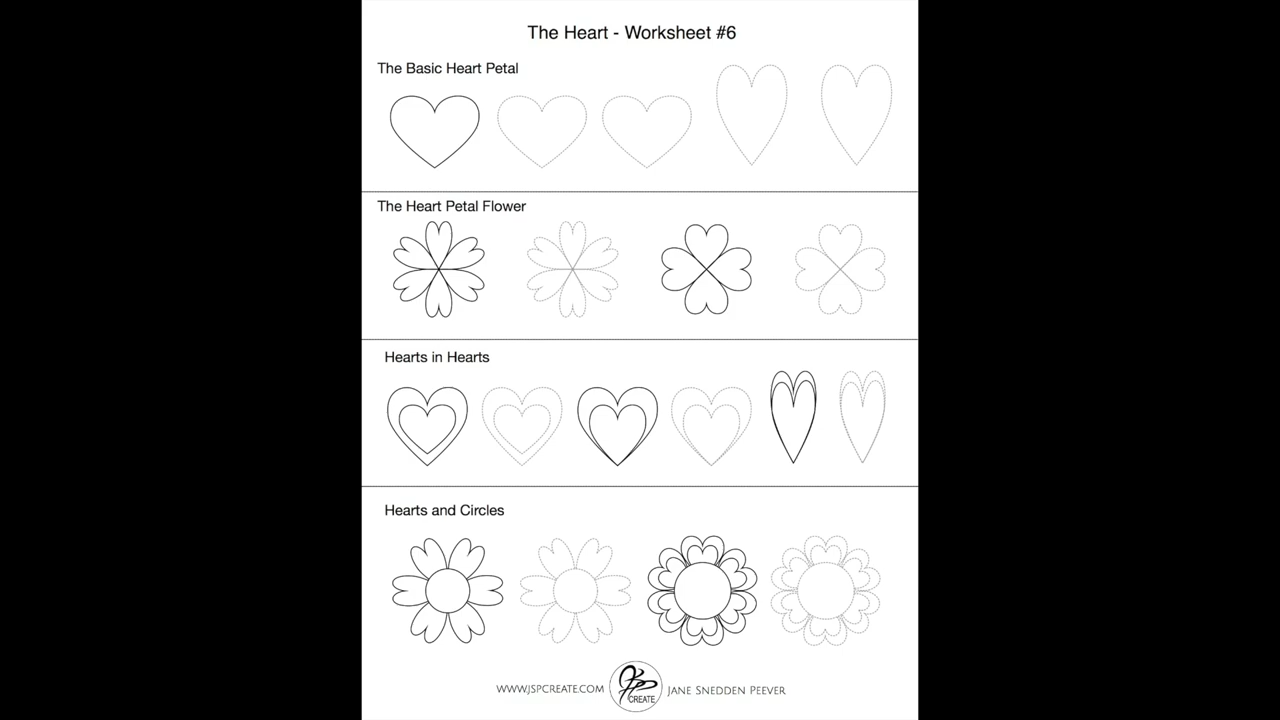 The Heart - Worksheet #6
The Basic Heart Petal
The Heart Petal Flower
Hearts in Hearts
Hearts and Circles
WWW.JSPCREATE.COM
JSP
CREATE
JANE SNEDDEN PEEVER